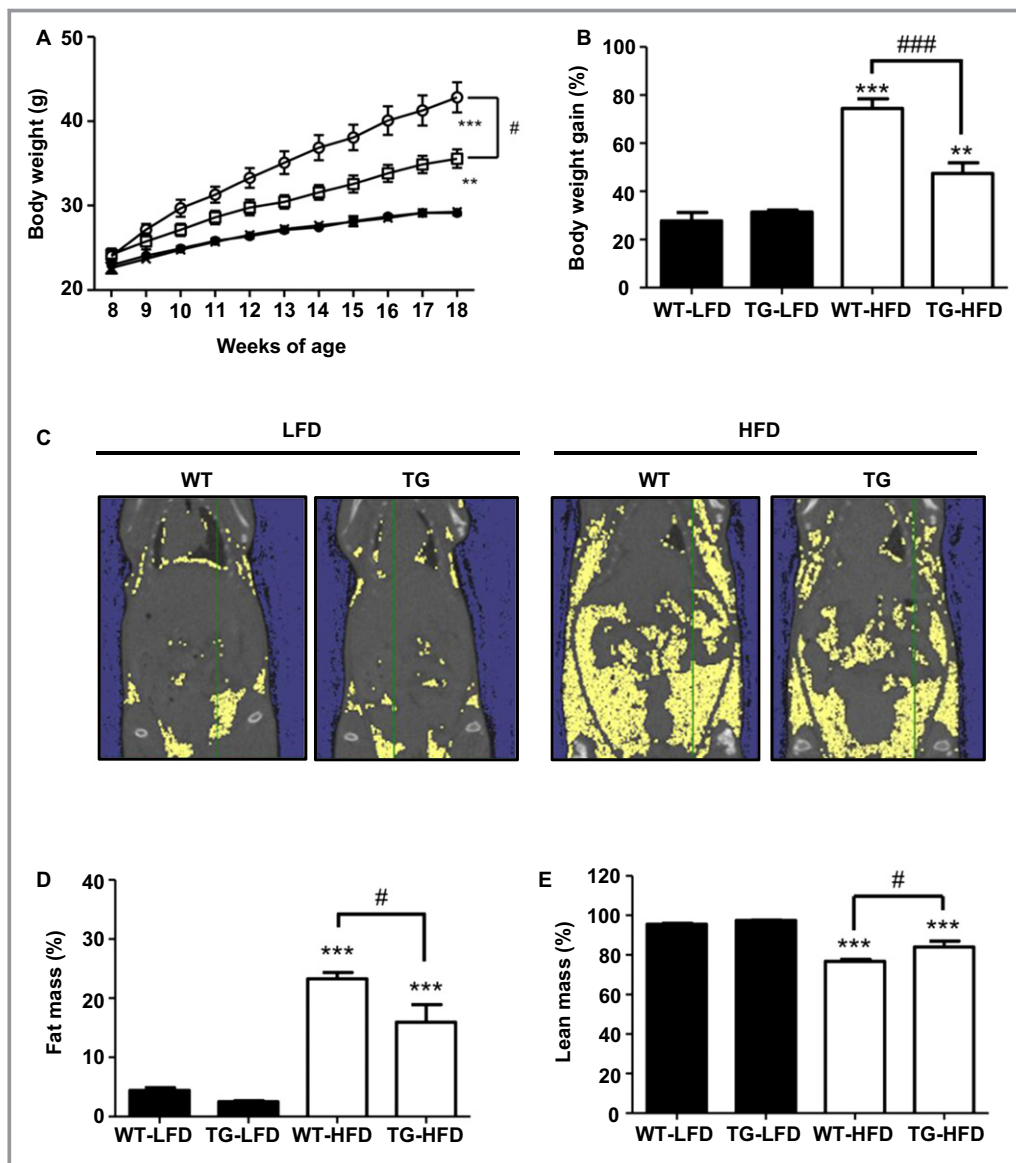 A
Body weight (g)
50
40
30
20
***
#
**
8 9 10 11 12 13 14 15 16 17 18
Weeks of age
B
Body weight gain (%)
100
80
60
40
20
0
###
***
**
WT-LFD TG-LFD WT-HFD TG-HFD
C
LFD HFD
WT TG WT TG
D
Fat mass (%)
40
30
20
10
0
#
***
***
WT-LFD TG-LFD WT-HFD TG-HFD
E
Lean mass (%)
120
100
80
60
40
20
0
#
***
***
WT-LFD TG-LFD WT-HFD TG-HFD